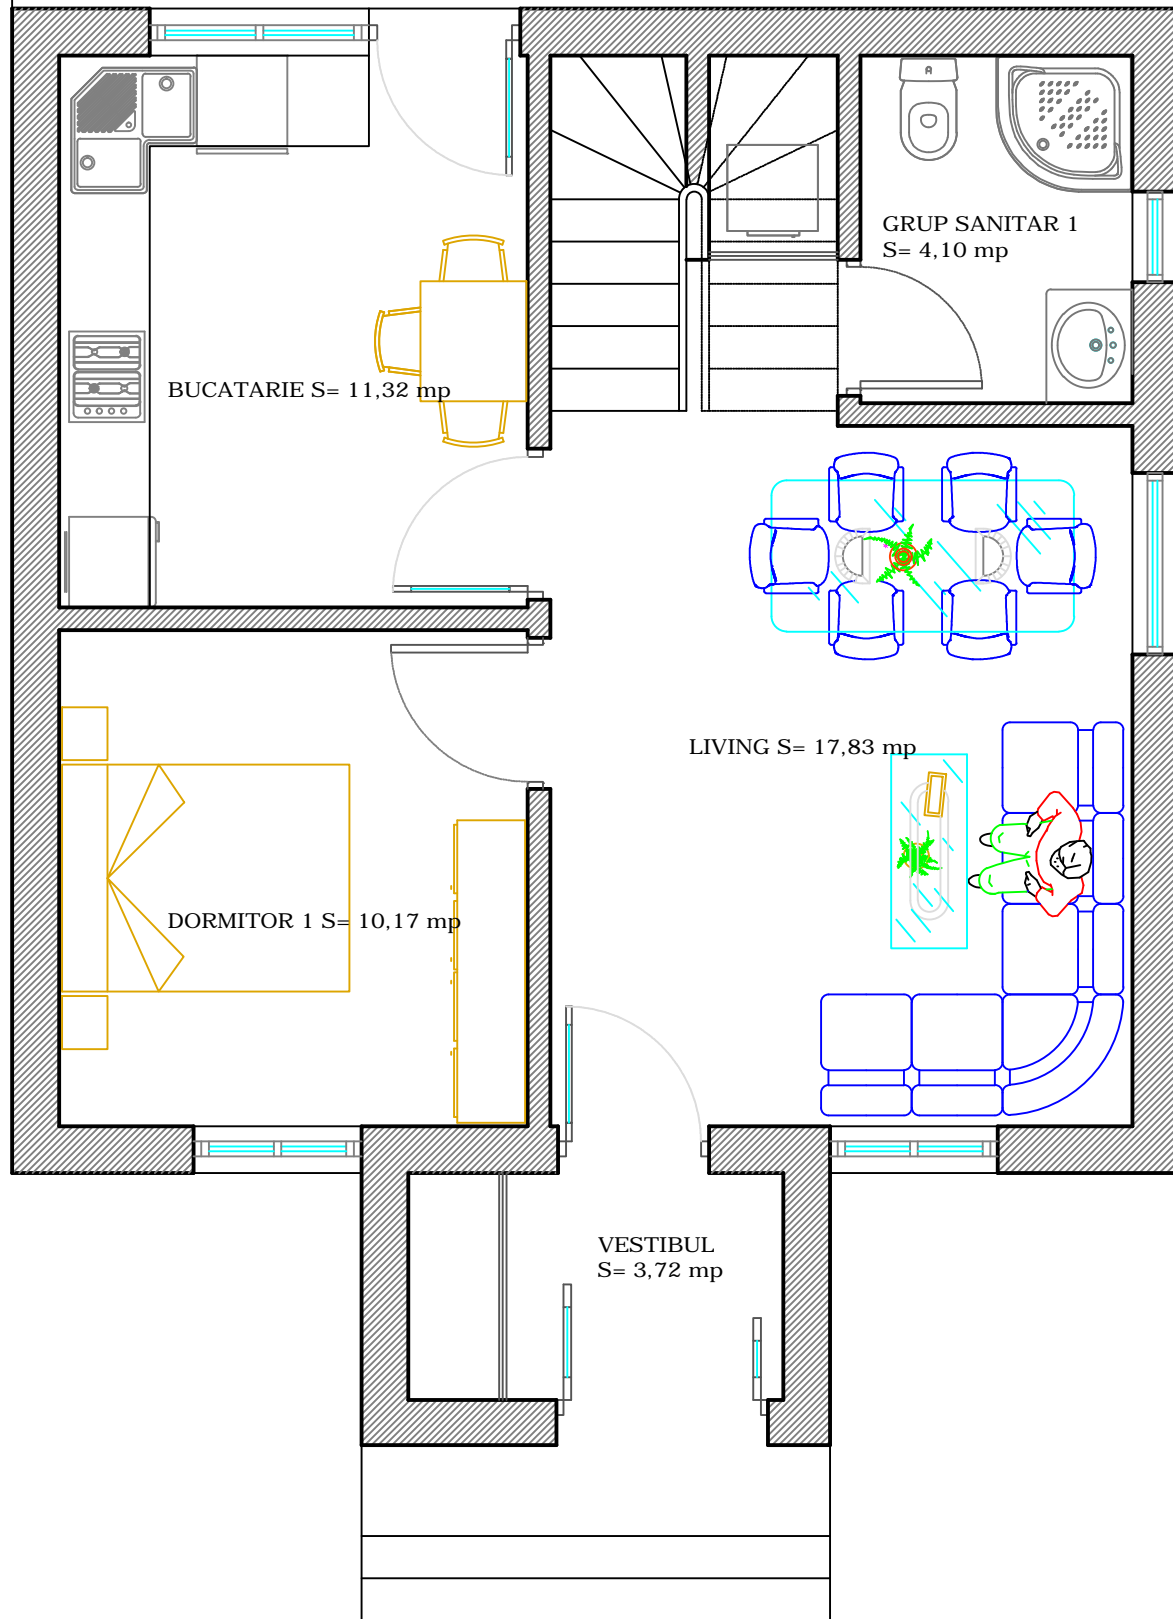 GRUP SANITAR 1
S= 4,10 mp
BUCATARIE S= 11,32 mp
LIVING S= 17,83 mp
DORMITOR 1 S= 10,17 mp
VESTIBUL
S= 3,72 mp